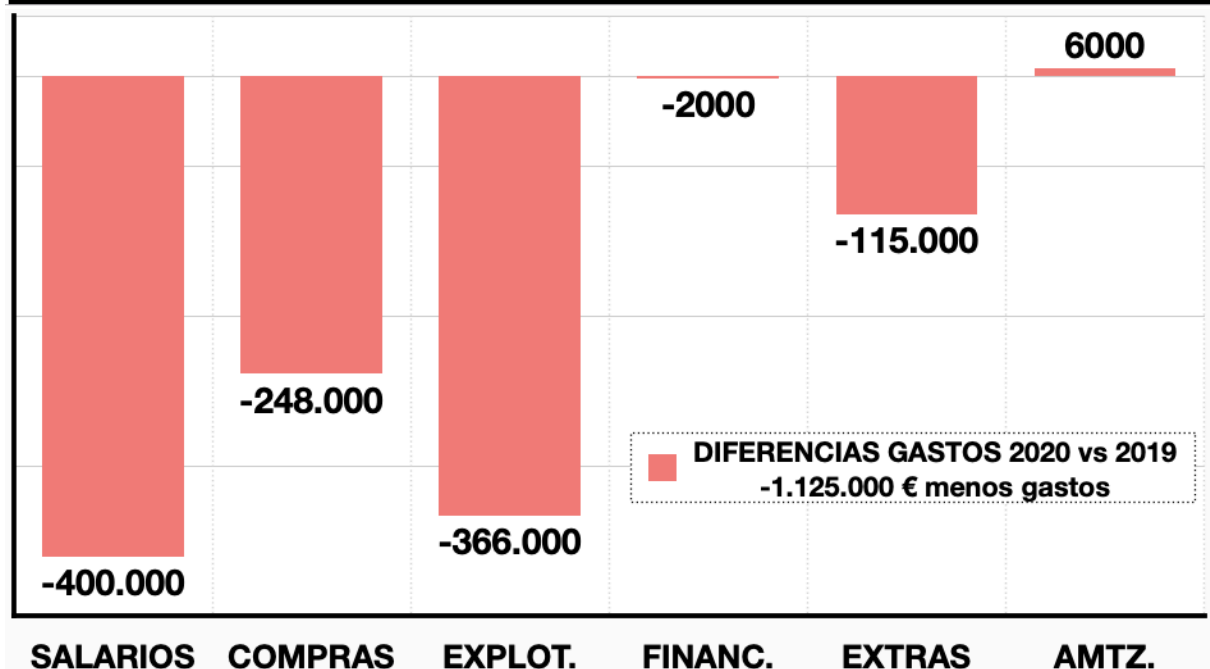 6000
-2000
-115.000
-248.000
DIFERENCIAS GASTOS 2020 vs 2019
-1.125.000 € menos gastos
-366.000
-400.000
SALARIOS COMPRAS EXPLOT. FINANC. EXTRAS AMTZ.